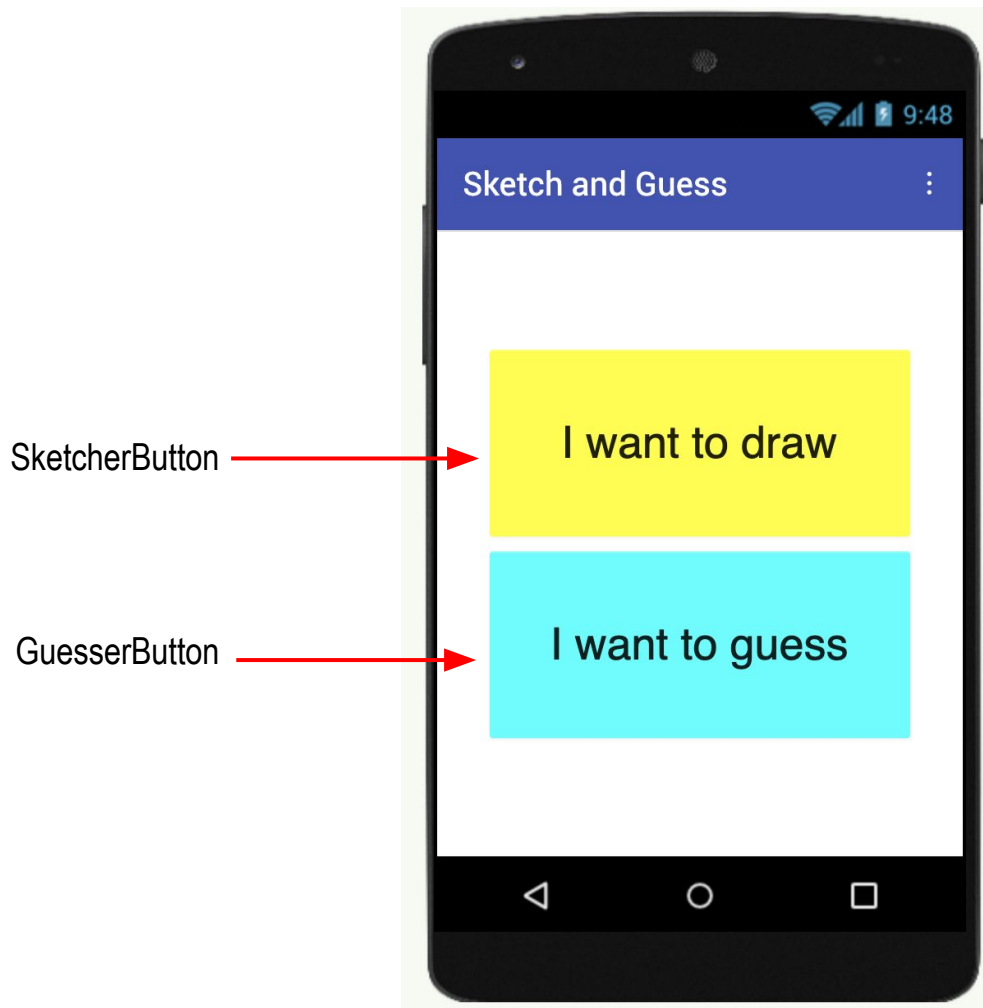 9:48
Sketch and Guess
I want to draw
SketcherButton
I want to guess
GuesserButton